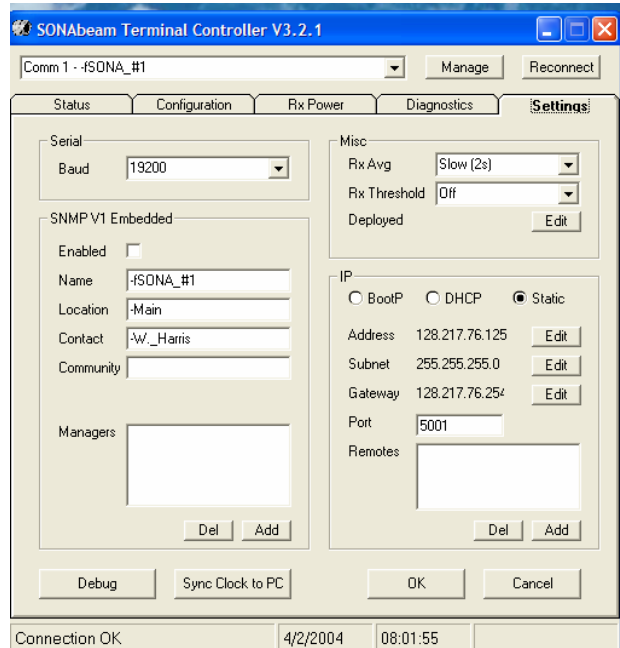 SONAbeam Terminal Controller V3.2.1
Comm 1 - -fSONA_#1 Manage Reconnect
Status Configuration Rx Power Diagnostics Settings
Serial
Baud 19200
SNMP V1 Embedded
Enabled
Name -fSONA_#1
Location -Main
Contact -W._Harris
Community
Managers
Del Add
Misc
Rx Avg Slow (2s)
Rx Threshold Off
Deployed Edit
IP
BootP DHCP Static
Address 128.217.76.125 Edit
Subnet 255.255.255.0 Edit
Gateway 128.217.76.254 Edit
Port 5001
Remotes
Del Add
Debug Sync Clock to PC OK Cancel
Connection OK 4/2/2004 08:01:55